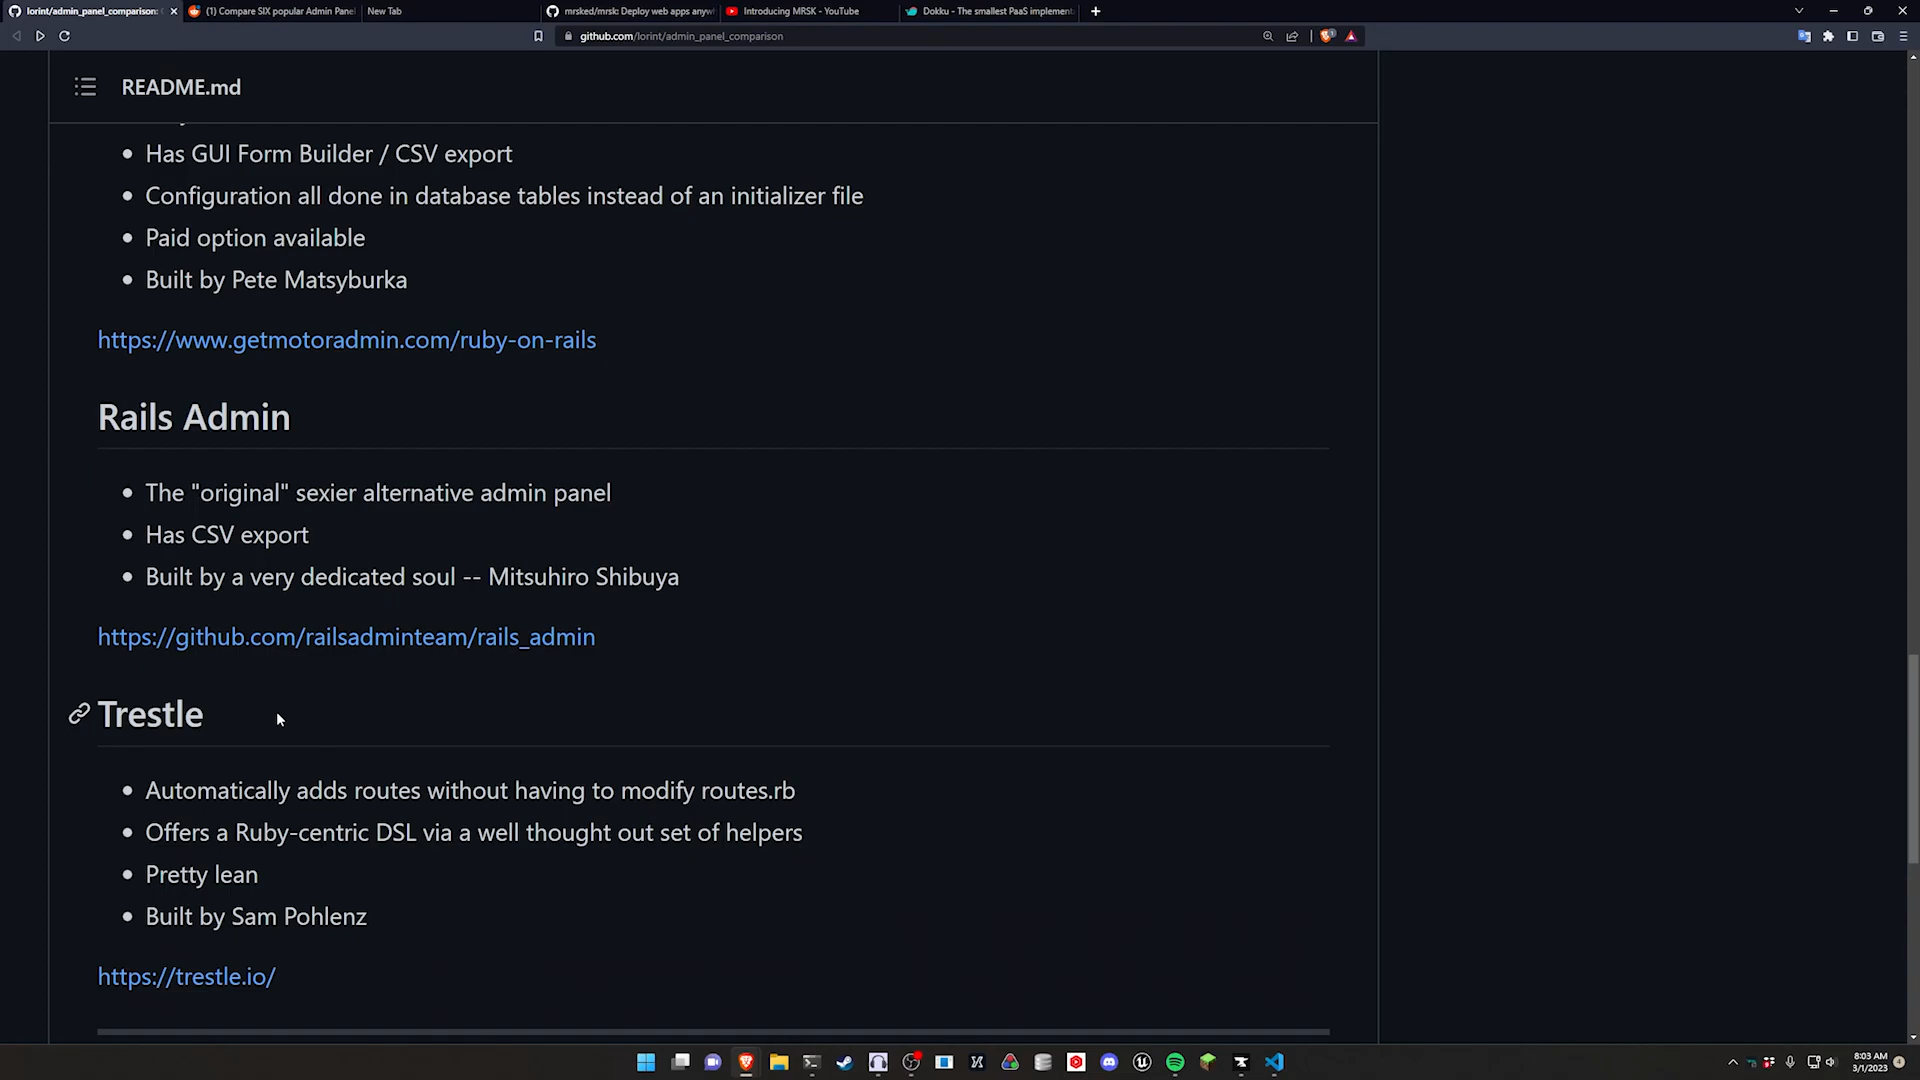 lorint/admin_panel_comparison:
(1) Compare SIX popular Admin Pane
New Tab
mrsked/mrsk: Deploy web apps anyw
Introducing MRSK - YouTube
Dokku - The smallest PaaS implement
github.com/lorint/admin_panel_comparison
README.md
Has GUI Form Builder / CSV export
Configuration all done in database tables instead of an initializer file
Paid option available
Built by Pete Matsyburka
https://www.getmotoradmin.com/ruby-on-rails
Rails Admin
The "original" sexier alternative admin panel
Has CSV export
Built by a very dedicated soul -- Mitsuhiro Shibuya
https://github.com/railsadminteam/rails_admin
Trestle
Automatically adds routes without having to modify routes.rb
Offers a Ruby-centric DSL via a well thought out set of helpers
Pretty lean
Built by Sam Pohlenz
https://trestle.io/
8:03 AM
3/1/2023